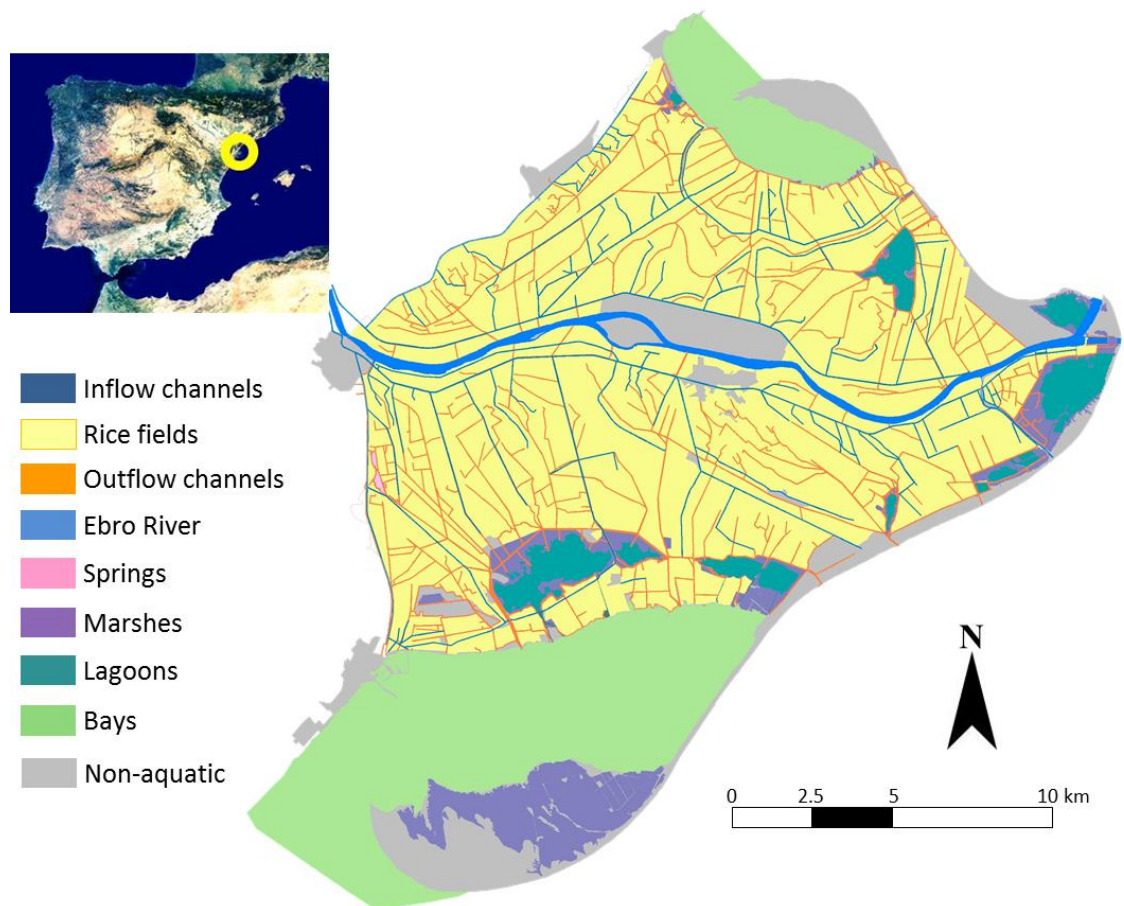 Inflow channels
Rice fields
Outflow channels
Ebro River
Springs
Marshes
Lagoons
Bays
Non-aquatic
N
0 2.5 5 10 km